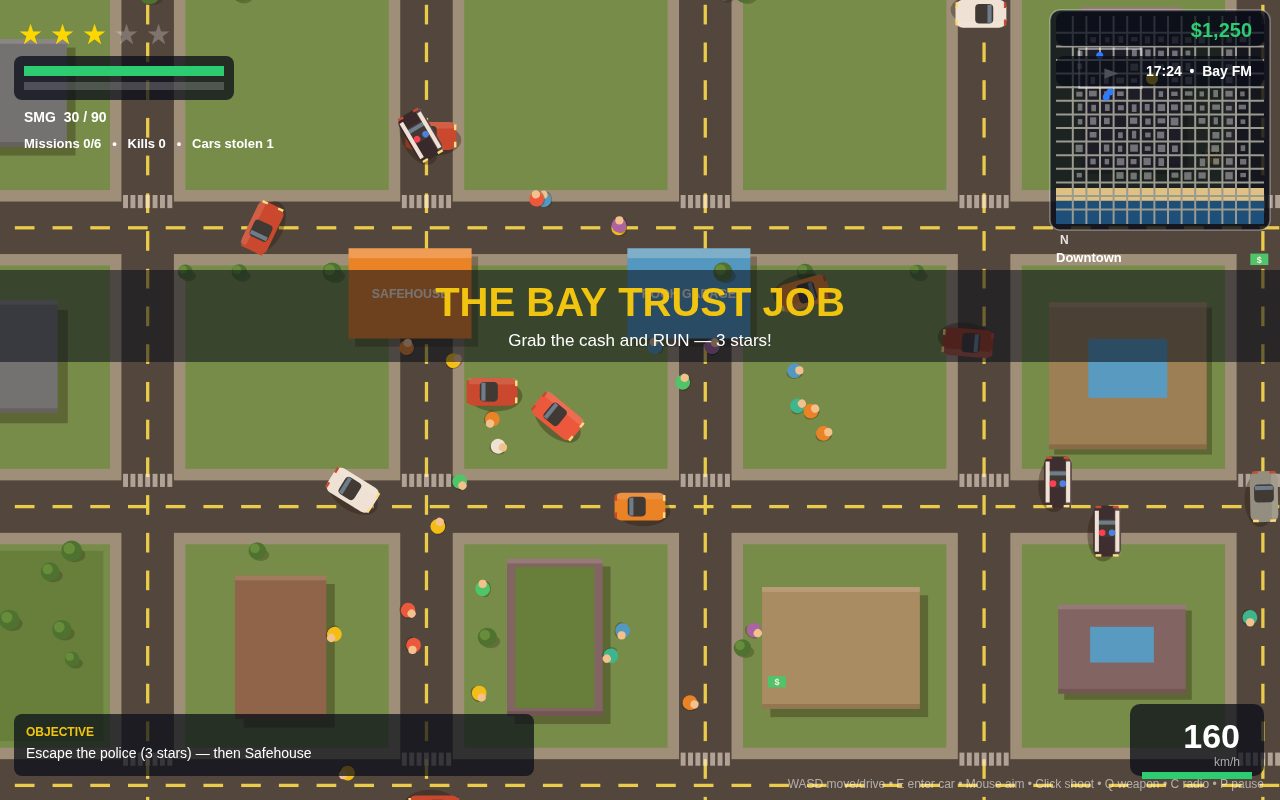 $1,250
17:24 • Bay FM
SMG 30 / 90
Missions 0/6 • Kills 0 • Cars stolen 1
N
Downtown
$
SAFEHOUSE
THE BAY TRUST JOB
Grab the cash and RUN — 3 stars!
$
OBJECTIVE
Escape the police (3 stars) — then Safehouse
160
km/h
WASD move/drive • E enter car • Mouse aim • Click shoot • Q weapon • C radio • P pause